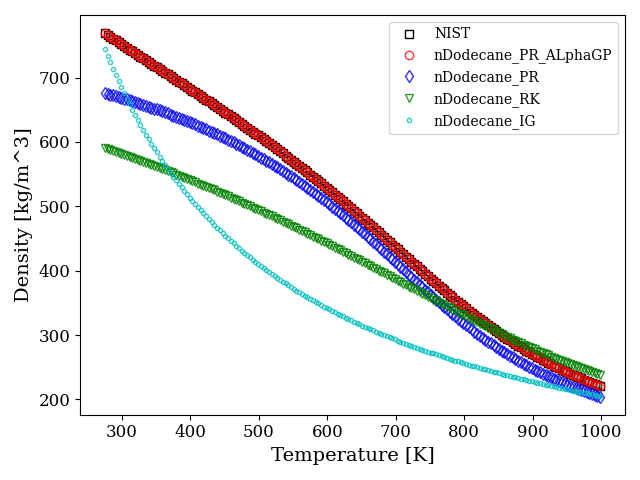 NIST
nDodecane_PR_ALphaGP
nDodecane_PR
nDodecane_RK
nDodecane_IG
Density [kg/m^3]
700
600
500
400
300
200
300 400 500 600 700 800 900 1000
Temperature [K]